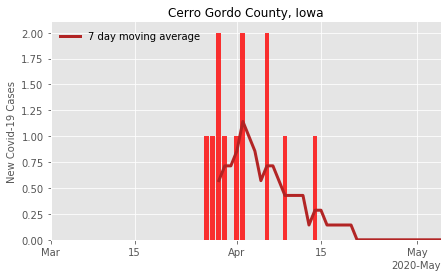 Cerro Gordo County, Iowa
7 day moving average
New Covid-19 Cases
2.00
1.75
1.50
1.25
1.00
0.75
0.50
0.25
0.00
Mar 15 Apr 15 May
2020-May